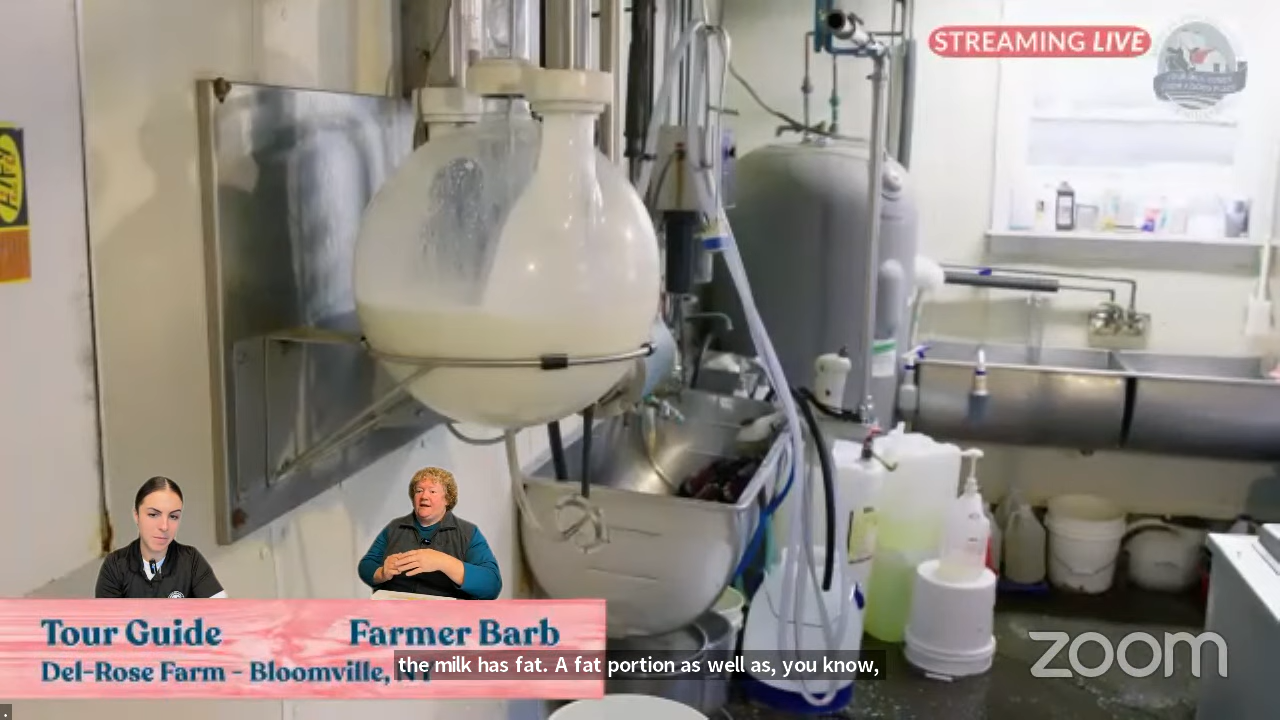 STREAMING LIVE
Tour Guide
Farmer Barb
Del-Rose Farm - Bloomville, NY
the milk has fat. A fat portion as well as, you know,
zoom